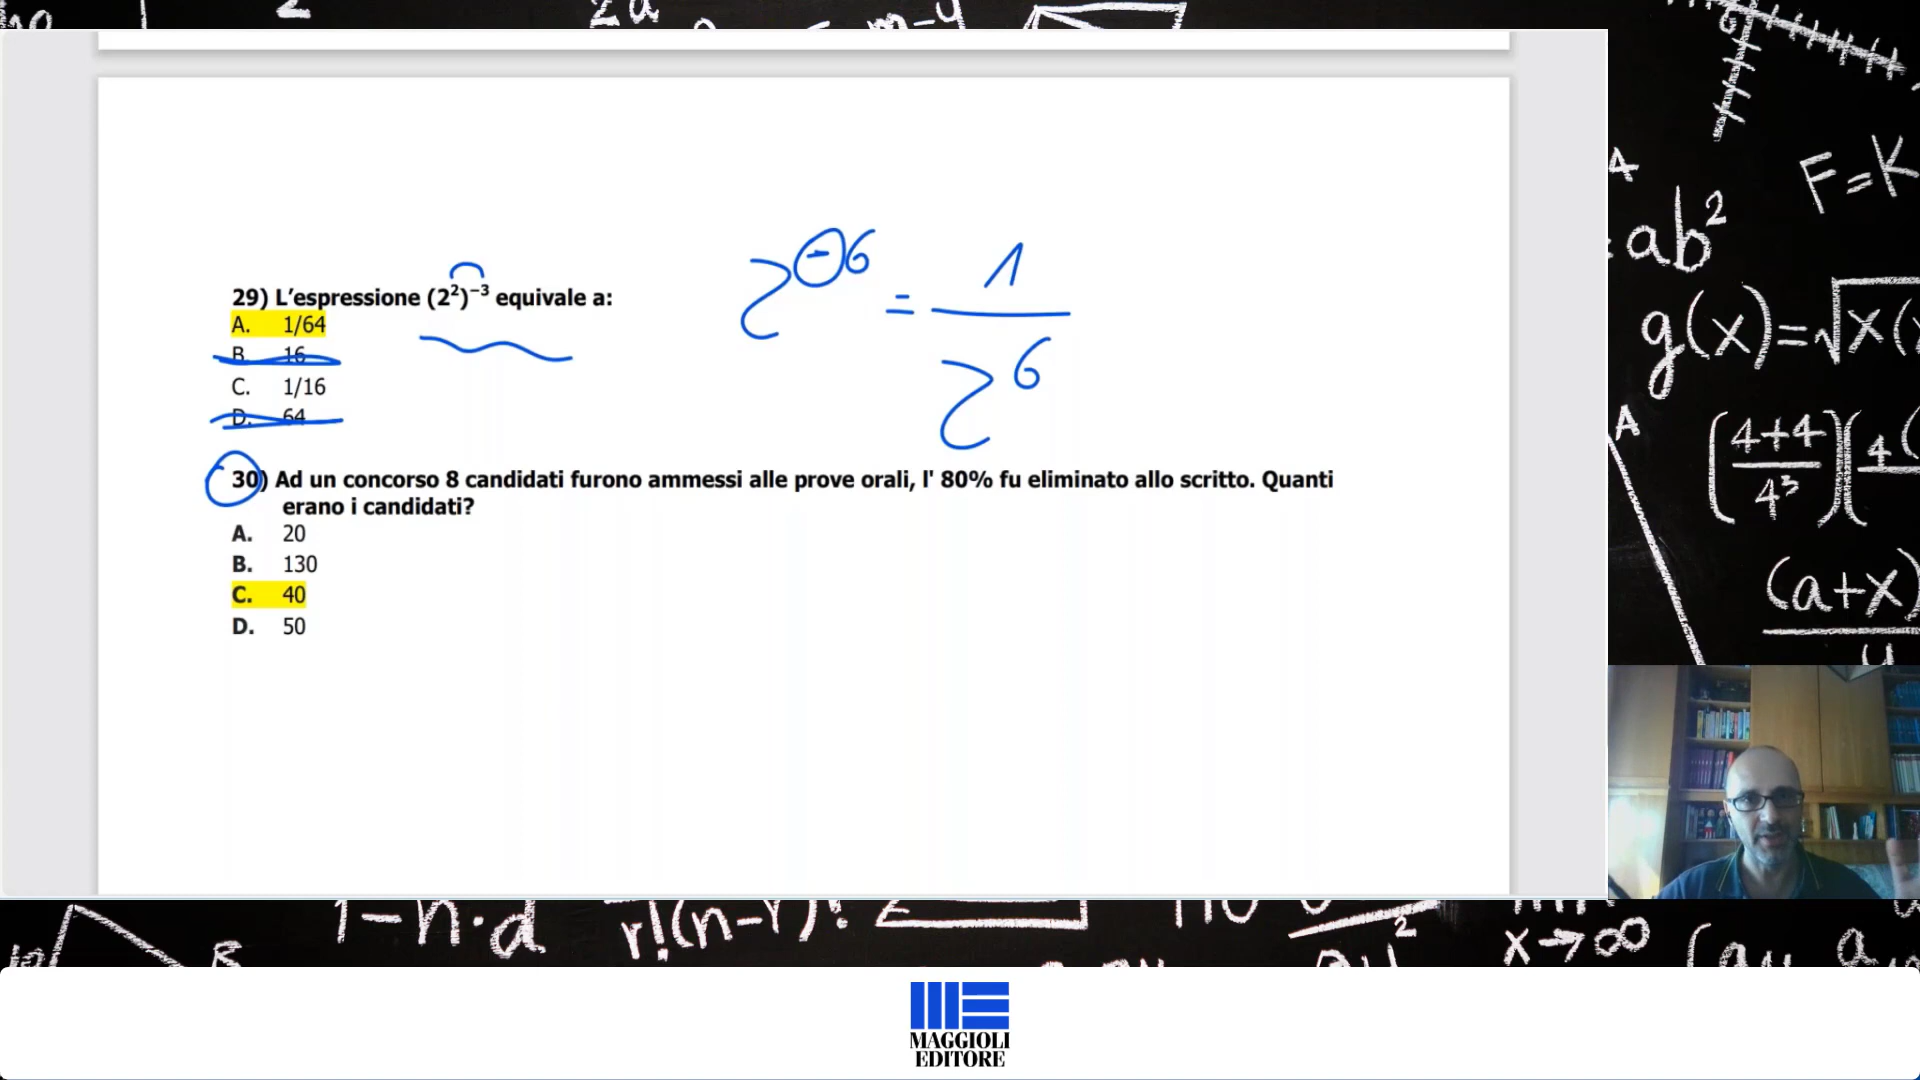 29) L'espressione (2²)⁻³ equivale a:
A. 1/64
B. 16
C. 1/16
D. 64
2⁻⁶ = 1/2⁶
30) Ad un concorso 8 candidati furono ammessi alle prove orali, l' 80% fu eliminato allo scritto. Quanti
erano i candidati?
A. 20
B. 130
C. 40
D. 50
F=K
ab²
g(x)=√x(
A
(4+4
4³
(a+x)
1-n·d
r!(n-r)!
x→∞
MAGGIOLI
EDITORE